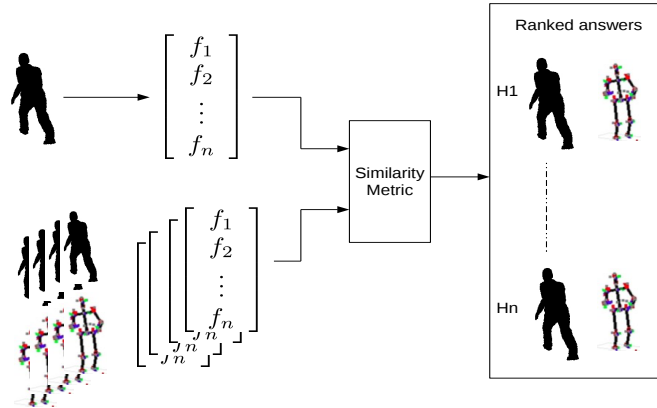 f1
f2
⋮
fn
Similarity
Metric
f1
f2
⋮
fn
Ranked answers
H1
Hn